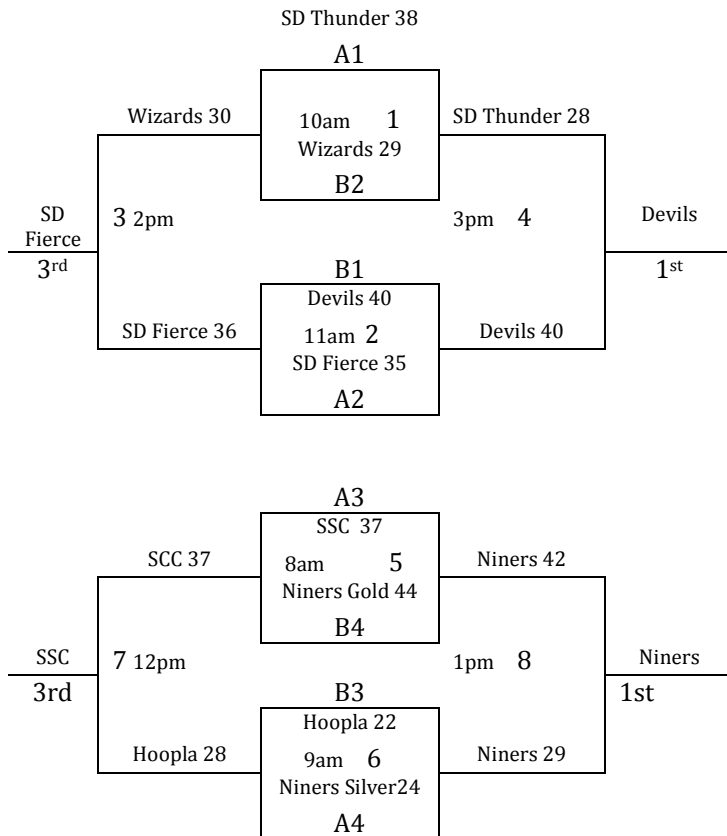 SD Thunder 38
A1
Wizards 30
10am 1
SD Thunder 28
Wizards 29
B2
SD
Fierce
3 2pm
3pm 4
Devils
3rd
B1
1st
Devils 40
SD Fierce 36
11am 2
Devils 40
SD Fierce 35
A2
A3
SSC 37
SCC 37
8am 5
Niners 42
Niners Gold 44
B4
SSC
7 12pm
1pm 8
Niners
3rd
B3
1st
Hoopla 22
Hoopla 28
9am 6
Niners 29
Niners Silver24
A4